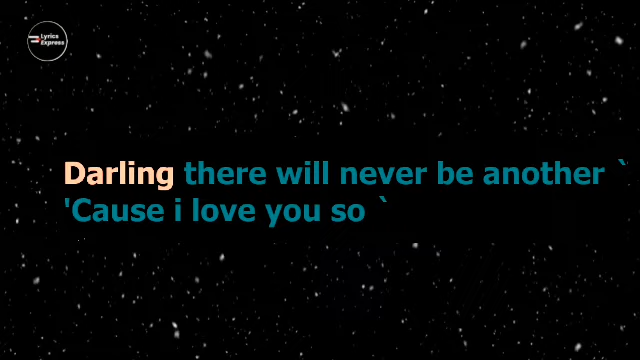 Lyrics
Express
Darling there will never be another `
'Cause i love you so `